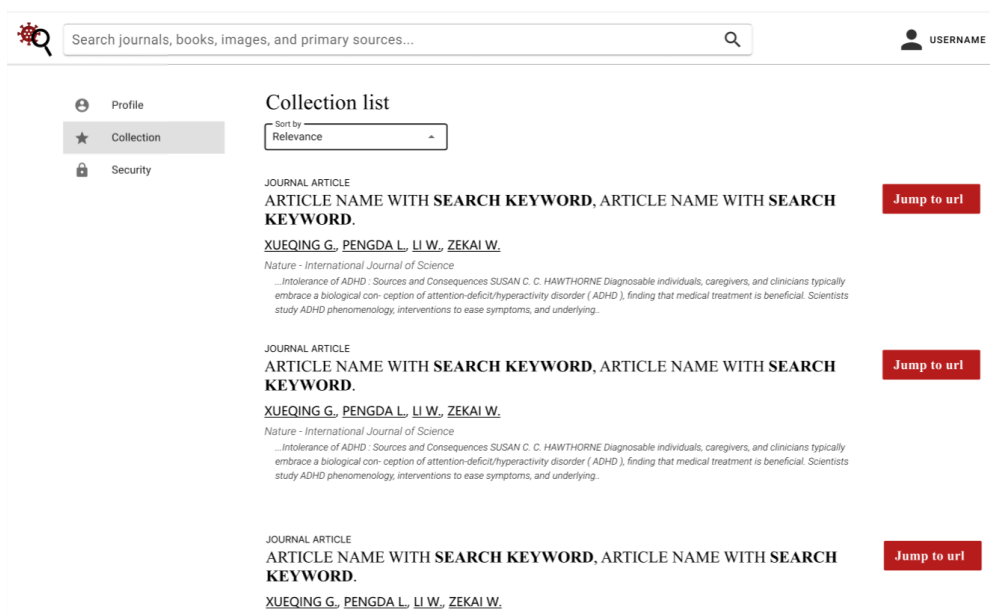 Search journals, books, images, and primary sources...
USERNAME
Profile
Collection
Security
Collection list
Sort by
Relevance
JOURNAL ARTICLE
ARTICLE NAME WITH SEARCH KEYWORD, ARTICLE NAME WITH SEARCH
KEYWORD.
Jump to url
XUEQING G., PENGDA L., LI W., ZEKAI W.
Nature - International Journal of Science
...Intolerance of ADHD : Sources and Consequences SUSAN C. C. HAWTHORNE Diagnosable individuals, caregivers, and clinicians typically
embrace a biological con- ception of attention-deficit/hyperactivity disorder ( ADHD ), finding that medical treatment is beneficial. Scientists
study ADHD phenomenology, interventions to ease symptoms, and underlying..
JOURNAL ARTICLE
ARTICLE NAME WITH SEARCH KEYWORD, ARTICLE NAME WITH SEARCH
KEYWORD.
Jump to url
XUEQING G., PENGDA L., LI W., ZEKAI W.
Nature - International Journal of Science
...Intolerance of ADHD : Sources and Consequences SUSAN C. C. HAWTHORNE Diagnosable individuals, caregivers, and clinicians typically
embrace a biological con- ception of attention-deficit/hyperactivity disorder ( ADHD ), finding that medical treatment is beneficial. Scientists
study ADHD phenomenology, interventions to ease symptoms, and underlying..
JOURNAL ARTICLE
ARTICLE NAME WITH SEARCH KEYWORD, ARTICLE NAME WITH SEARCH
KEYWORD.
Jump to url
XUEQING G., PENGDA L., LI W., ZEKAI W.